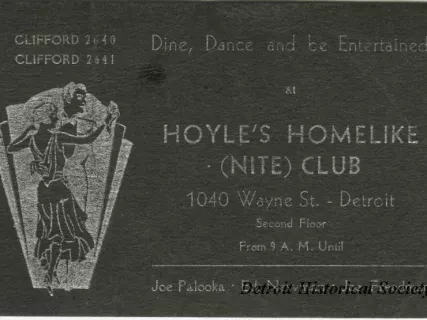 CLIFFORD 2640
CLIFFORD 2641
Dine, Dance and be Entertained
at
HOYLE'S HOMELIKE
· (NITE) CLUB
1040 Wayne St. - Detroit
Second Floor
From 9 A. M. Until
Joe Palooka ·
Detroit Historical Society